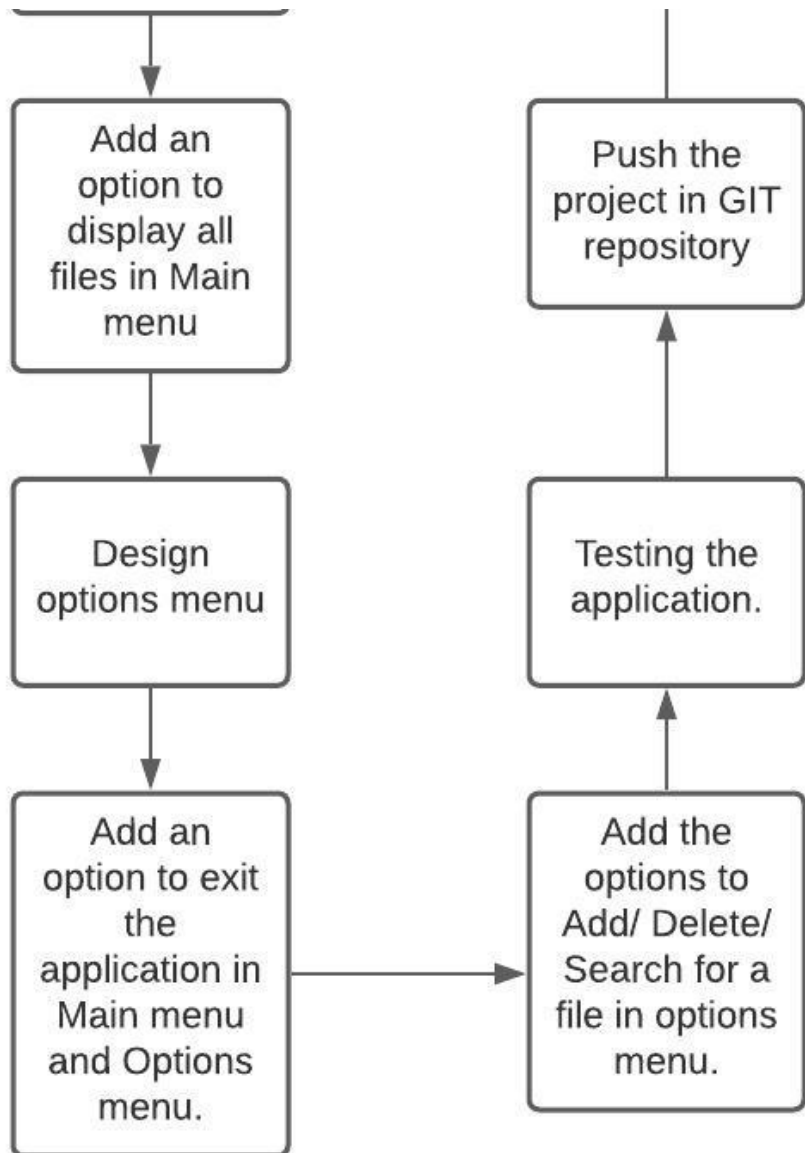 Add an
option to
display all
files in Main
menu
Design
options menu
Add an
option to exit
the
application in
Main menu
and Options
menu.
Add the
options to
Add/ Delete/
Search for a
file in options
menu.
Testing the
application.
Push the
project in GIT
repository